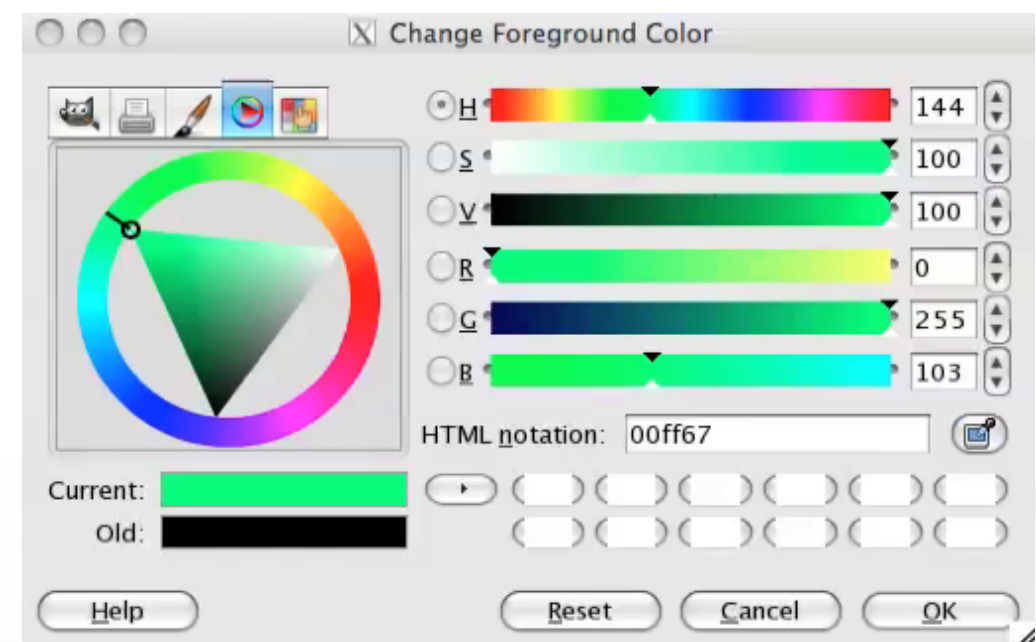 Change Foreground Color
H 144
S 100
V 100
R 0
G 255
B 103
HTML notation: 00ff67
Current:
Old:
Help Reset Cancel OK